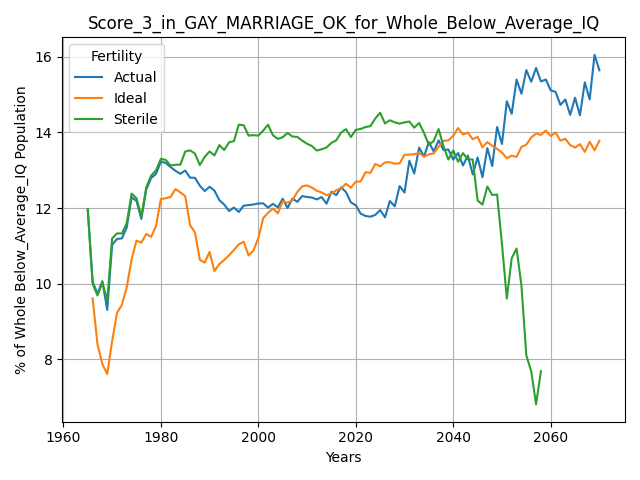 Score_3_in_GAY_MARRIAGE_OK_for_Whole_Below_Average_IQ
Fertility
Actual
Ideal
Sterile
% of Whole Below_Average_IQ Population
16
14
12
10
8
1960
1980
2000
2020
2040
2060
Years